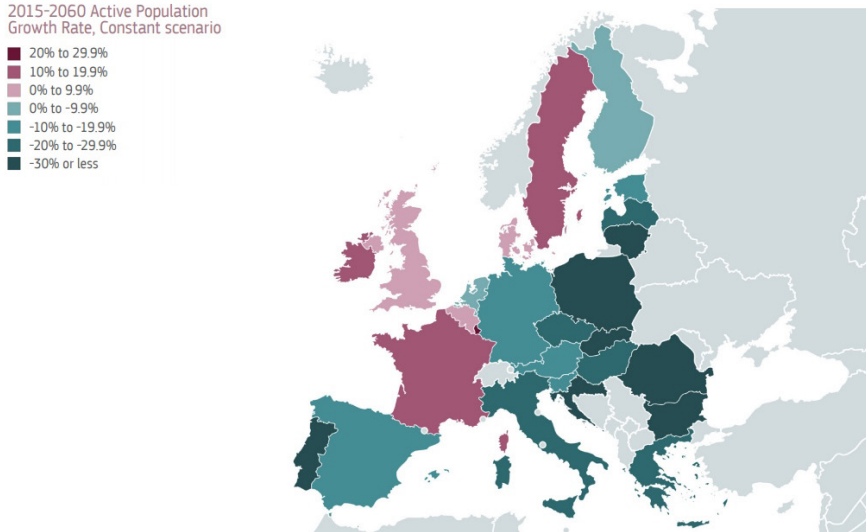 2015-2060 Active Population
Growth Rate, Constant scenario
20% to 29.9%
10% to 19.9%
0% to 9.9%
0% to -9.9%
-10% to -19.9%
-20% to -29.9%
-30% or less